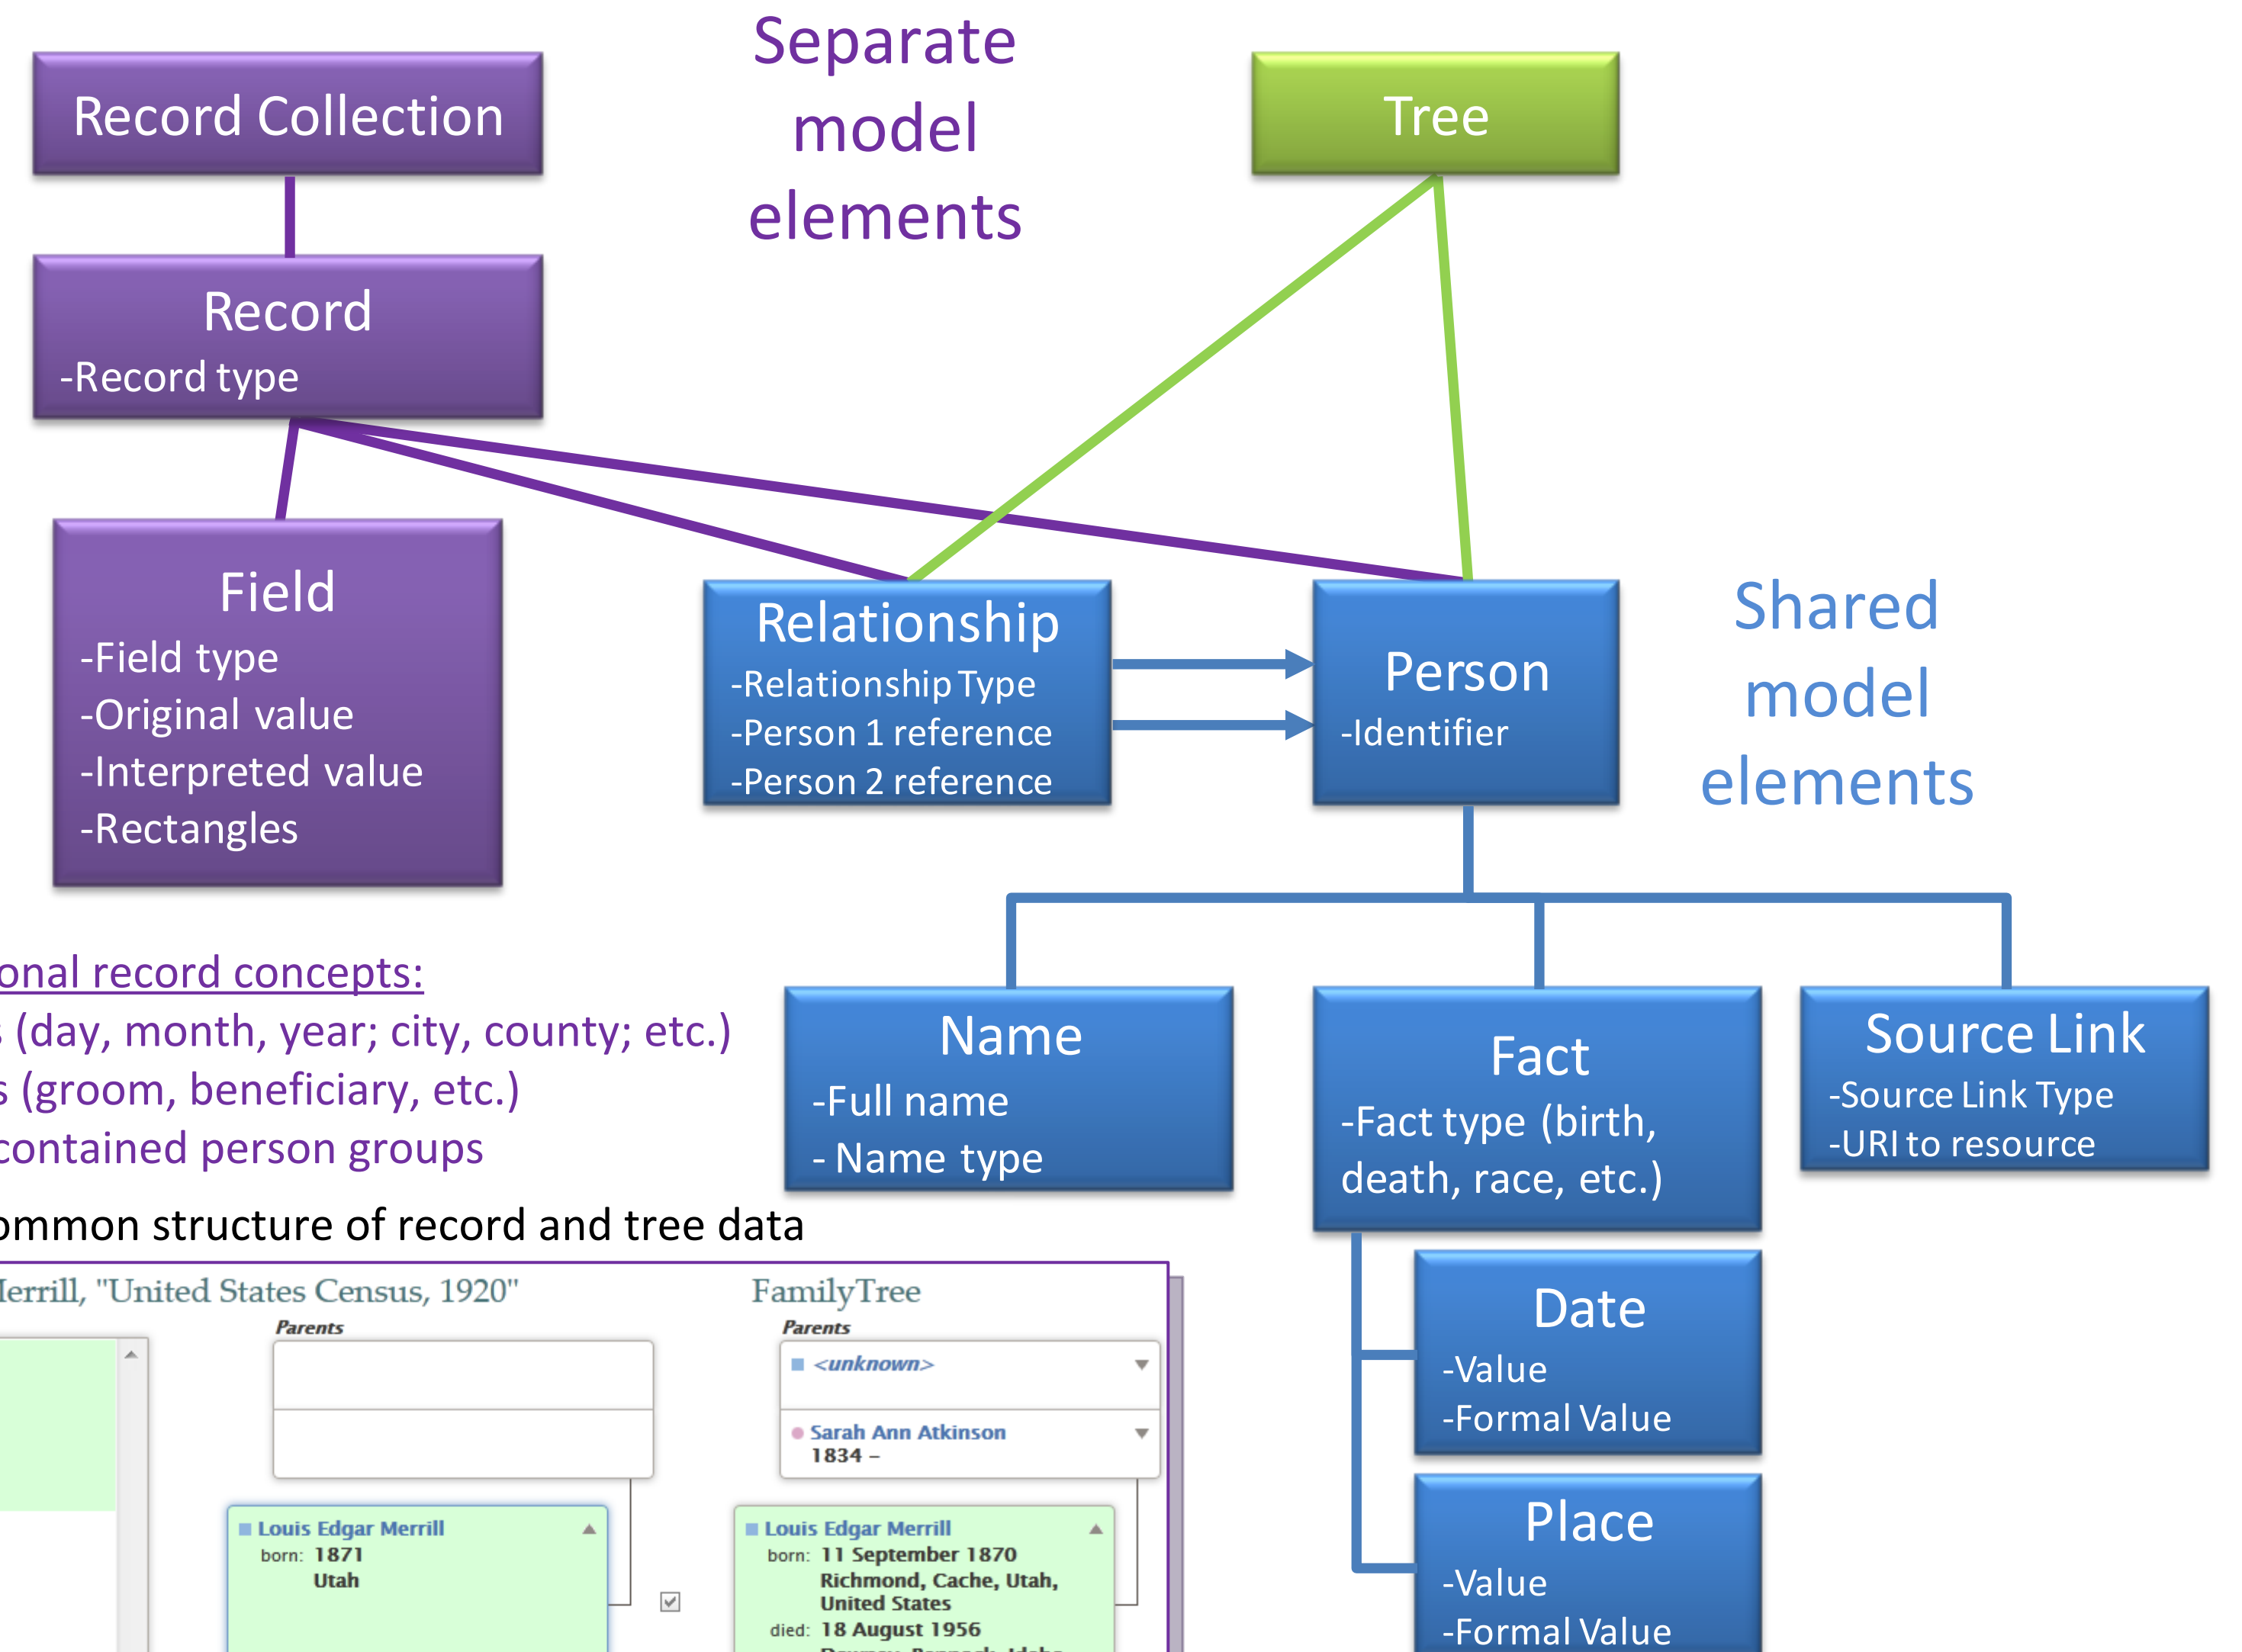 Separate
model
elements
Record Collection
Tree
Record
-Record type
Field
-Field type
-Original value
-Interpreted value
-Rectangles
Relationship
-Relationship Type
-Person 1 reference
-Person 2 reference
Person
-Identifier
Shared
model
elements
record concepts:
(day, month, year; city, county; etc.)
(groom, beneficiary, etc.)
contained person groups
structure of record and tree data
Name
-Full name
- Name type
Fact
-Fact type (birth,
death, race, etc.)
Source Link
-Source Link Type
-URI to resource
Date
-Value
-Formal Value
Place
-Value
-Formal Value
"United States Census, 1920"
FamilyTree
Parents
Parents
<unknown>
Sarah Ann Atkinson
1834 –
Louis Edgar Merrill
born: 1871
Utah
Louis Edgar Merrill
born: 11 September 1870
Richmond, Cache, Utah,
United States
died: 18 August 1956